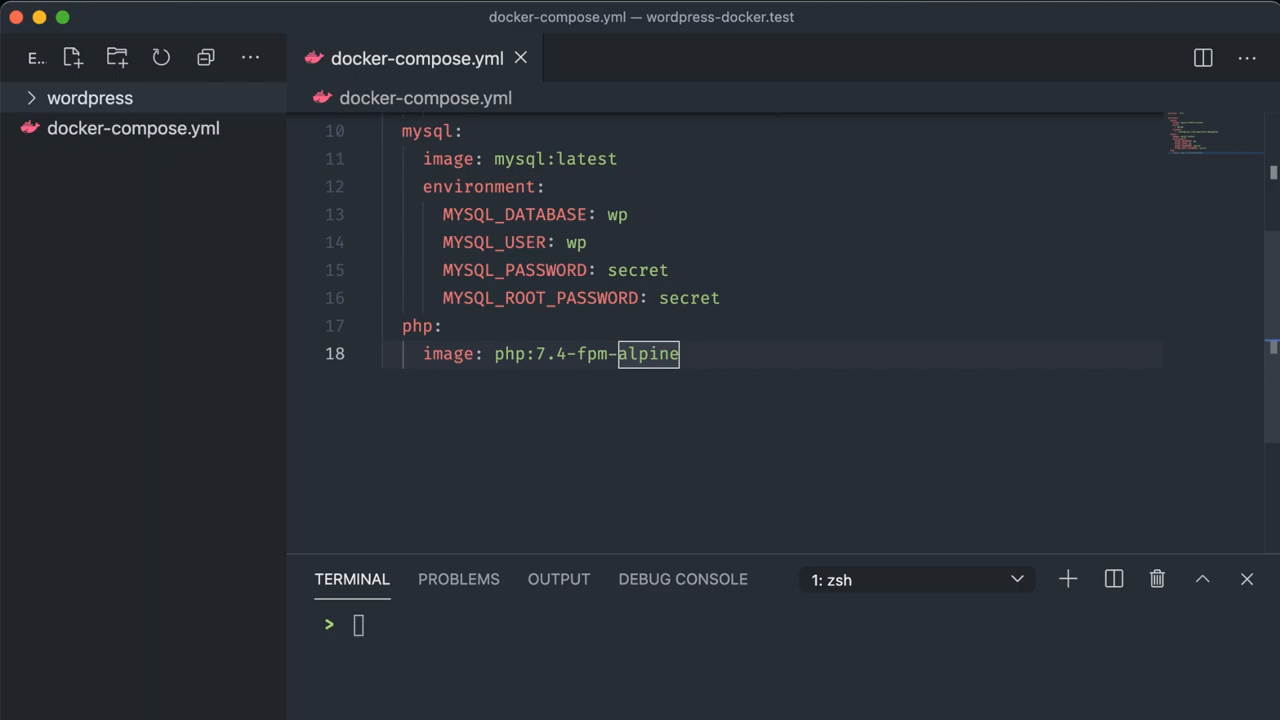 docker-compose.yml — wordpress-docker.test
E...
docker-compose.yml
wordpress
docker-compose.yml
docker-compose.yml
10 mysql:
11 image: mysql:latest
12 environment:
13 MYSQL_DATABASE: wp
14 MYSQL_USER: wp
15 MYSQL_PASSWORD: secret
16 MYSQL_ROOT_PASSWORD: secret
17 php:
18 image: php:7.4-fpm-alpine
TERMINAL PROBLEMS OUTPUT DEBUG CONSOLE 1: zsh
>